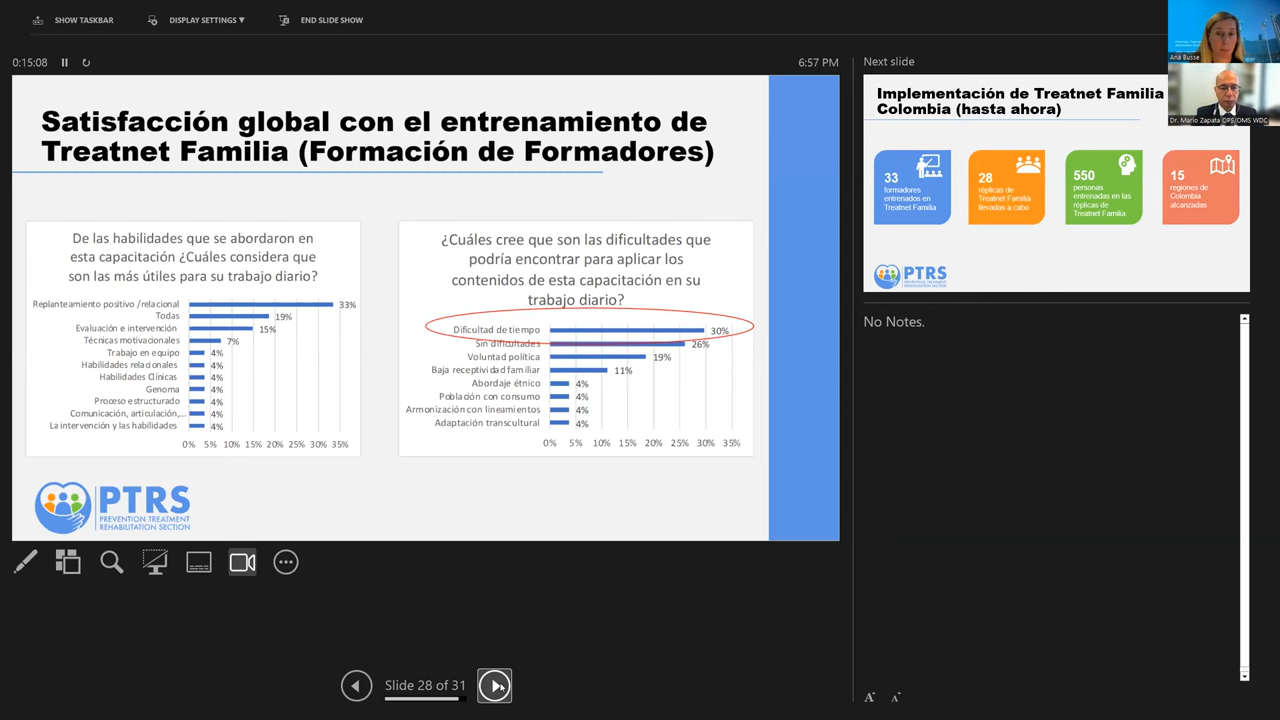 SHOW TASKBAR
DISPLAY SETTINGS ▼
END SLIDE SHOW
0:15:08
6:57 PM
Satisfacción global con el entrenamiento de
Treatnet Familia (Formación de Formadores)
De las habilidades que se abordaron en
esta capacitación ¿Cuáles considera que
son las más útiles para su trabajo diario?
Replanteamiento positivo /relacional 33%
Todas 19%
Evaluación e intervención 15%
Técnicas motivacionales 7%
Trabajo en equipo 4%
Habilidades relacionales 4%
Habilidades Clínicas 4%
Genoma 4%
Proceso estructurado 4%
Comunicación, articulación,... 4%
La intervención y las habilidades 4%
0% 5% 10% 15% 20% 25% 30% 35%
¿Cuáles cree que son las dificultades que
podría encontrar para aplicar los
contenidos de esta capacitación en su
trabajo diario?
Dificultad de tiempo 30%
Sin dificultades 26%
Voluntad política 19%
Baja receptividad familiar 11%
Abordaje étnico 4%
Población con consumo 4%
Armonización con lineamientos 4%
Adaptación transcultural 4%
0% 5% 10% 15% 20% 25% 30% 35%
PTRS
PREVENTION TREATMENT
REHABILITATION SECTION
Slide 28 of 31
Next slide
Implementación de Treatnet Familia
Colombia (hasta ahora)
33
formadores
entrenados en
Treatnet Familia
28
réplicas de
Treatnet Familia
llevadas a cabo
550
personas
entrenadas en las
réplicas de
Treatnet Familia
15
regiones de
Colombia
alcanzadas
PTRS
PREVENTION TREATMENT
REHABILITATION SECTION
No Notes.
A A
Ana Busse
Dr. Mario Zapata OPS/OMS WDC